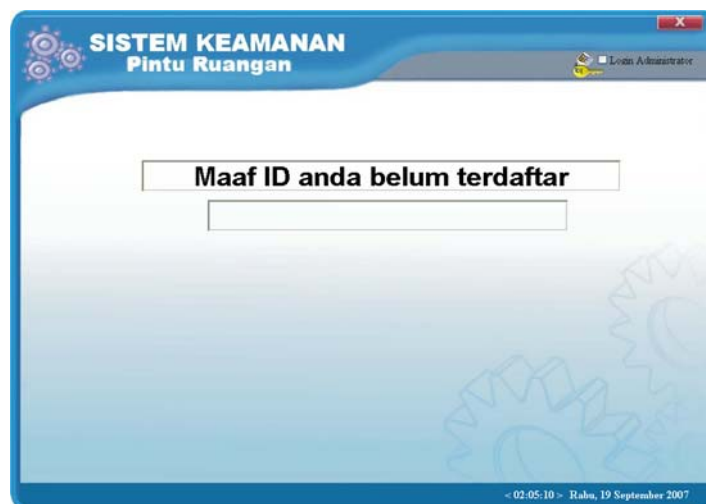 SISTEM KEAMANAN
Pintu Ruangan
X
Login Administrator
Maaf ID anda belum terdaftar
< 02:05:10 > Rabu, 19 September 2007